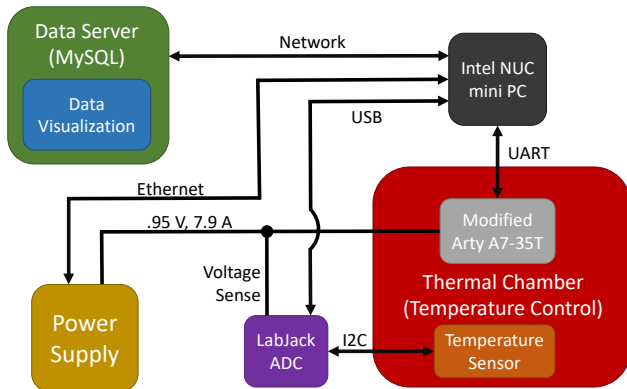 Data Server
(MySQL)
Data
Visualization
Network
Intel NUC
mini PC
USB
UART
Ethernet
.95 V, 7.9 A
Modified
Arty A7-35T
Voltage
Sense
Thermal Chamber
(Temperature Control)
Power
Supply
LabJack
ADC
I2C
Temperature
Sensor